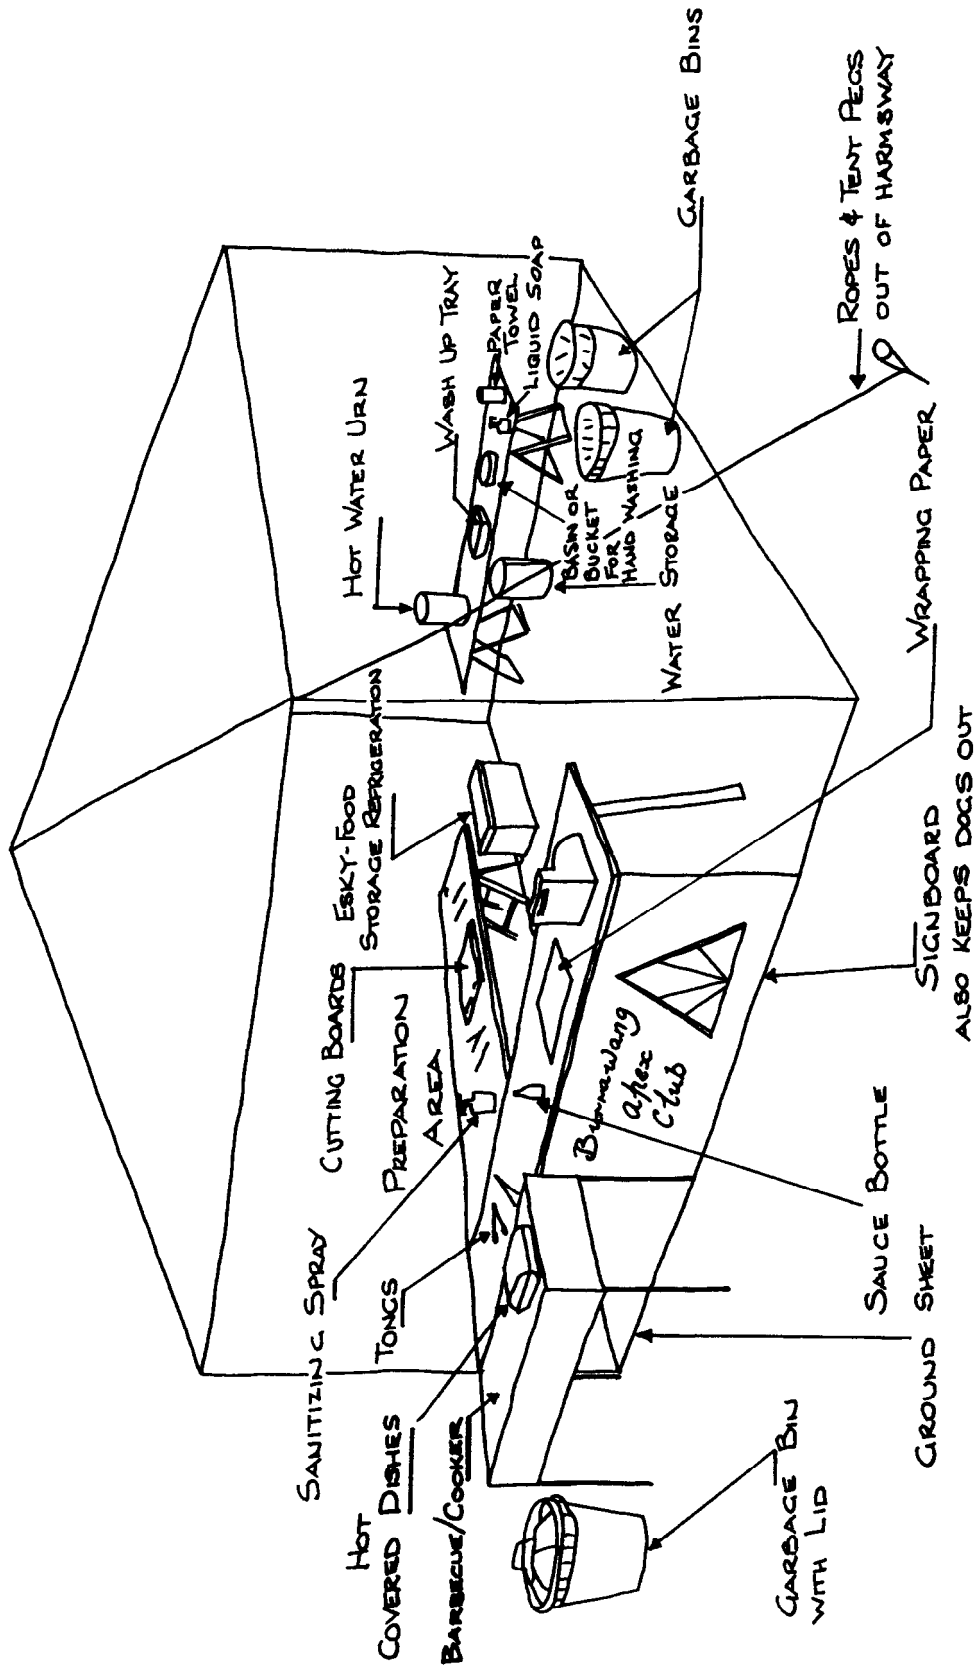 HOT WATER URN
WASH UP TRAY
PAPER
TOWEL
LIQUID SOAP
GARBAGE BINS
ROPES & TENT PEGS
OUT OF HARMSWAY
ESKY-FOOD
STORAGE REFRIGERATION
BASIN OR
BUCKET
FOR
HAND WASHING
WATER STORAGE
WRAPPING PAPER
CUTTING BOARDS
PREPARATION
AREA
SANITIZING SPRAY
TONGS
HOT
COVERED DISHES
BARBECUE/COOKER
apex
Club
SIGNBOARD
ALSO KEEPS DOGS OUT
SAUCE BOTTLE
GROUND SHEET
GARBAGE BIN
WITH LID